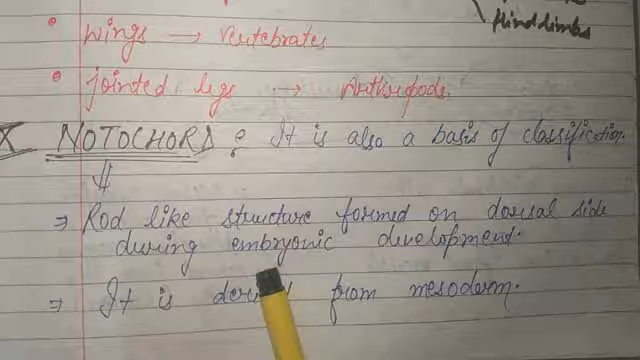 Hindlimbs
• Wings → Vertebrates
• jointed legs → Arthropods.
X NOTOCHORD : It is also a basis of classification.
⇓
⇒ Rod like structure formed on dorsal side
during embryonic development.
⇒ It is from mesoderm.